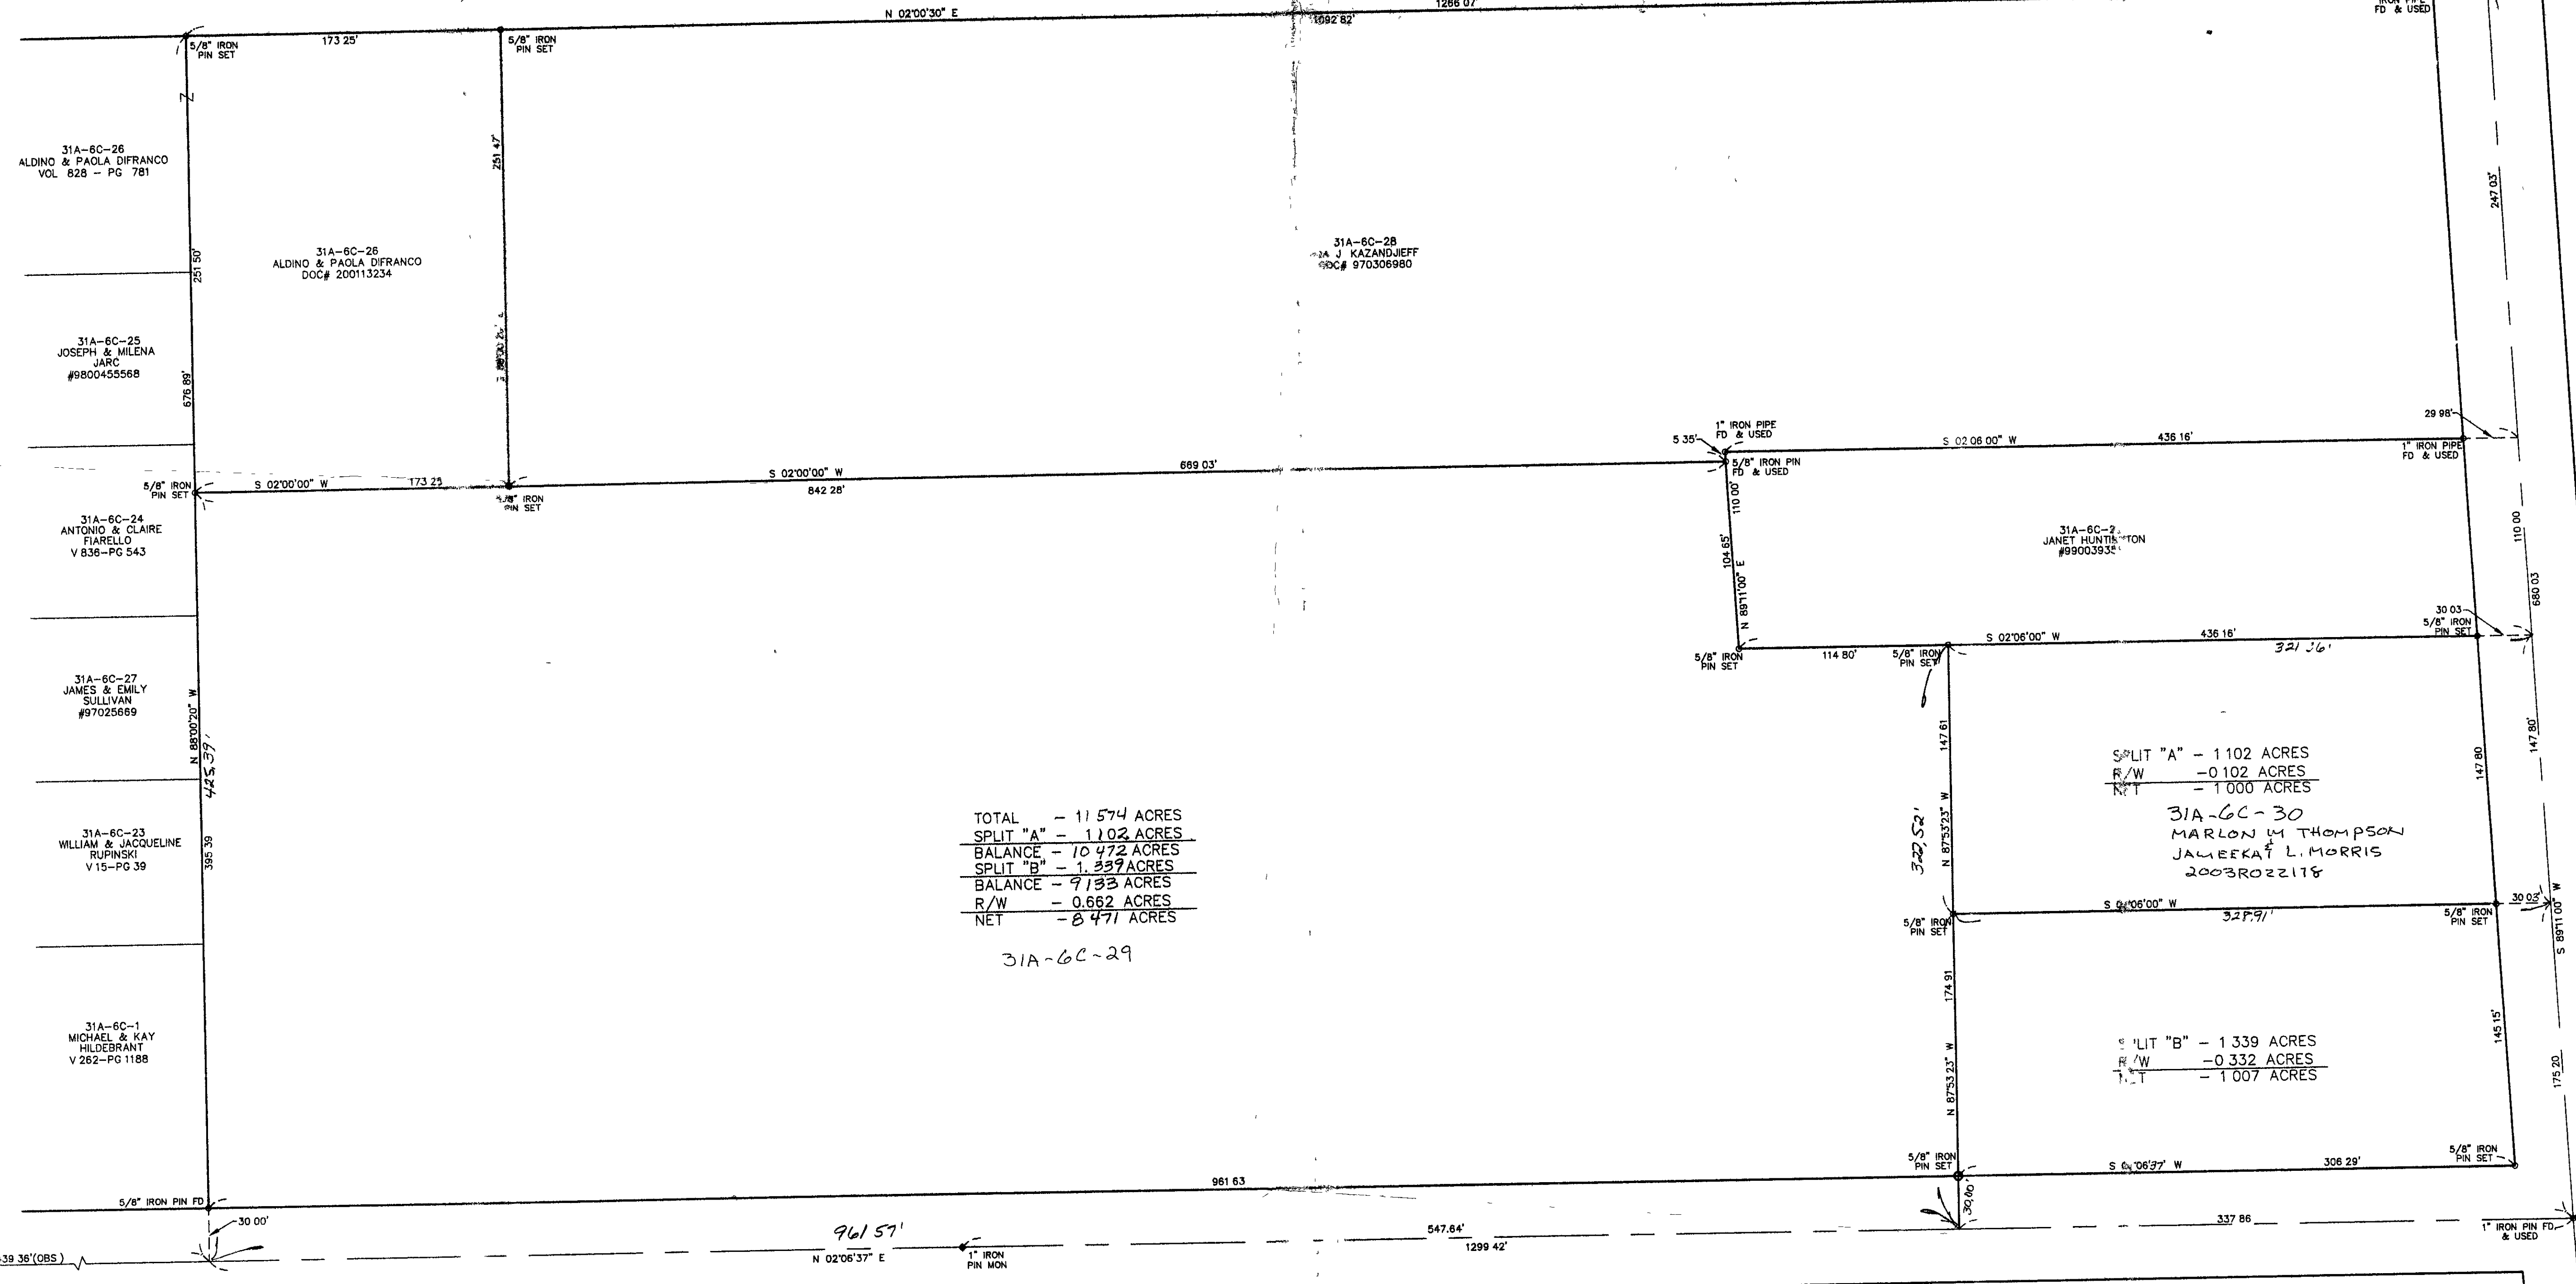 N 02°00'30" E
1266 07'
1092 82'
IRON PIPE
FD & USED
5/8" IRON
PIN SET
173 25'
5/8" IRON
PIN SET
251 47'
247 03'
31A-6C-26
ALDINO & PAOLA DIFRANCO
VOL 828 - PG 781
251 50'
31A-6C-26
ALDINO & PAOLA DIFRANCO
DOC# 200113234
31A-6C-28
J KAZANDJIEFF
DOC# 970306980
31A-6C-25
JOSEPH & MILENA
JARC
#9800455568
676 89'
1" IRON PIPE
FD & USED
5 35'
S 02 06 00" W
436 16'
29 98'
1" IRON PIPE
FD & USED
5/8" IRON PIN
FD & USED
S 02°00'00" W
669 03'
842 28'
5/8" IRON
PIN SET
S 02°00'00" W
173 25
IRON
PIN SET
110 00'
104 65'
N 89°11'00" E
110 00
680 03
31A-6C-24
ANTONIO & CLAIRE
FIARELLO
V 836-PG 543
JANET
30 03
5/8" IRON
PIN SET
5/8" IRON
PIN SET
114 80'
5/8" IRON
PIN SET
S 02°06'00" W
436 16'
31A-6C-27
JAMES & EMILY
SULLIVAN
#97025669
N 88°00'20" W
425.39'
147 61
N 87°53'23" W
322.52'
147 80
147 80'
SPLIT "A" - 1 102 ACRES
R/W -0 102 ACRES
NET - 1 000 ACRES
31A-6C-30
MARLON M THOMPSON
& L. MORRIS
2003R022178
31A-6C-23
WILLIAM & JACQUELINE
RUPINSKI
V 15-PG 39
395 39
TOTAL - 11 574 ACRES
SPLIT "A" - 1 102 ACRES
BALANCE - 10 472 ACRES
SPLIT "B" - 1.339 ACRES
BALANCE - 9 133 ACRES
R/W - 0.662 ACRES
NET - 8 471 ACRES
31A-6C-29
5/8" IRON
PIN SET
06'00" W
328.91'
5/8" IRON
PIN SET
30 03'
S 89°11 00" W
174 91
N 87°53 23" W
145 15'
175 20
31A-6C-1
MICHAEL & KAY
HILDEBRANT
V 262-PG 1188
SPLIT "B" - 1 339 ACRES
R/W -0 332 ACRES
NET - 1 007 ACRES
5/8" IRON
PIN SET
06'37" W
306 29'
5/8" IRON
PIN SET
5/8" IRON PIN FD
961 63
30 00'
30.00'
961 57'
547.64'
337 86
1" IRON PIN FD
& USED
39 36'(OBS)
N 02°06'37" E
1" IRON
PIN MON
1299 42'